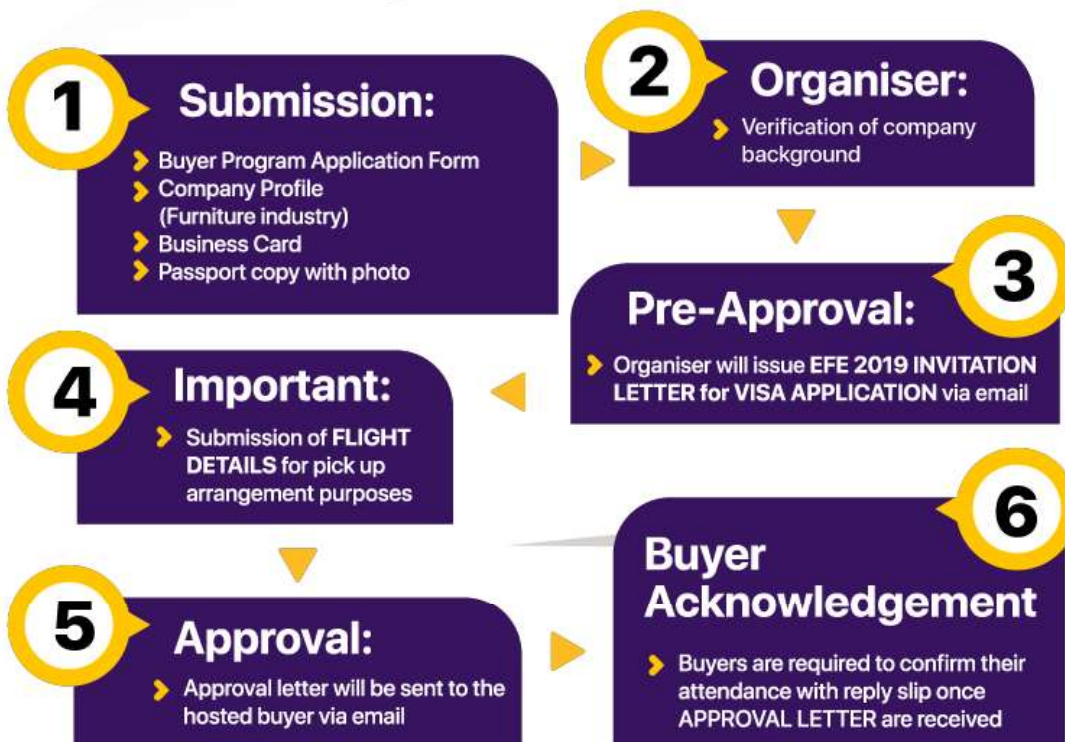 1
Submission:
Buyer Program Application Form
Company Profile
(Furniture industry)
Business Card
Passport copy with photo
2
Organiser:
Verification of company
background
3
Pre-Approval:
Organiser will issue EFE 2019 INVITATION
LETTER for VISA APPLICATION via email
4
Important:
Submission of FLIGHT
DETAILS for pick up
arrangement purposes
5
Approval:
Approval letter will be sent to the
hosted buyer via email
6
Buyer
Acknowledgement
Buyers are required to confirm their
attendance with reply slip once
APPROVAL LETTER are received